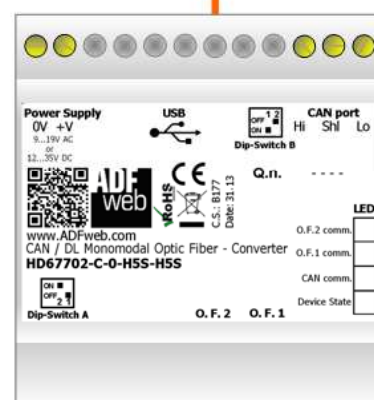 Power Supply USB CAN port
0V +V Hi Shl Lo
9...19V AC
or
12...35V DC
OFF 1 2
ON
Dip-Switch B
ADF
web
RoHS
CE
C.S.: B177
Date: 31.13
Q.n. - - - -
www.ADFweb.com
CAN / DL Monomodal Optic Fiber - Converter
HD67702-C-0-H5S-H5S
LED
O.F.2 comm.
O.F.1 comm.
CAN comm.
Device State
ON
OFF 2 1
Dip-Switch A
O. F. 2 O. F. 1